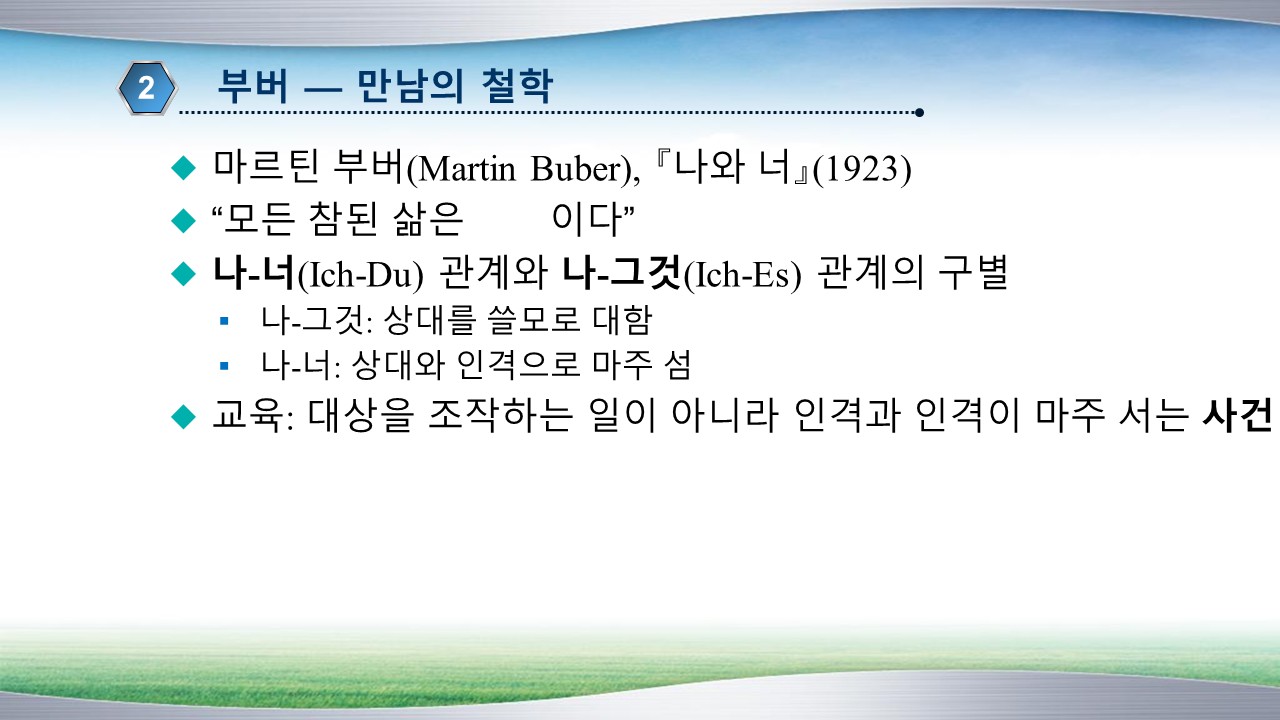 2
부버 — 만남의 철학
마르틴 부버(Martin Buber), 『나와 너』(1923)
“모든 참된 삶은 이다”
나-너(Ich-Du) 관계와 나-그것(Ich-Es) 관계의 구별
나-그것: 상대를 쓸모로 대함
나-너: 상대와 인격으로 마주 섬
교육: 대상을 조작하는 일이 아니라 인격과 인격이 마주 서는 사건